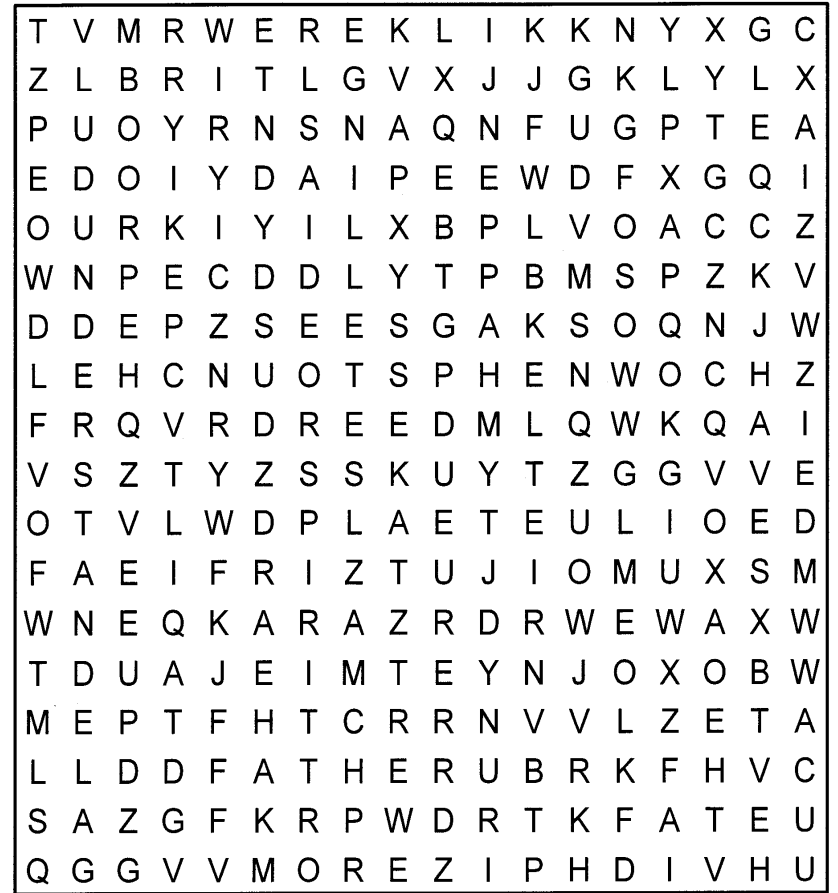 T V M R W E R E K L I K K N Y X G C
Z L B R I T L G V X J J G K L Y L X
P U O Y R N S N A Q N F U G P T E A
E D O I Y D A I P E E W D F X G Q I
O U R K I Y I L X B P L V O A C C Z
W N P E C D D L Y T P B M S P Z K V
D D E P Z S E E S G A K S O Q N J W
L E H C N U O T S P H E N W O C H Z
F R Q V R D R E E D M L Q W K Q A I
V S Z T Y Z S S K U Y T Z G G V V E
O T V L W D P L A E T E U L I O E D
F A E I F R I Z T U J I O M U X S M
W N E Q K A R A Z R D R W E W A X W
T D U A J E I M T E Y N J O X O B W
M E P T F H T C R R N V V L Z E T A
L L D D F A T H E R U B R K F H V C
S A Z G F K R P W D R T K F A T E U
Q G G V V M O R E Z I P H D I V H U